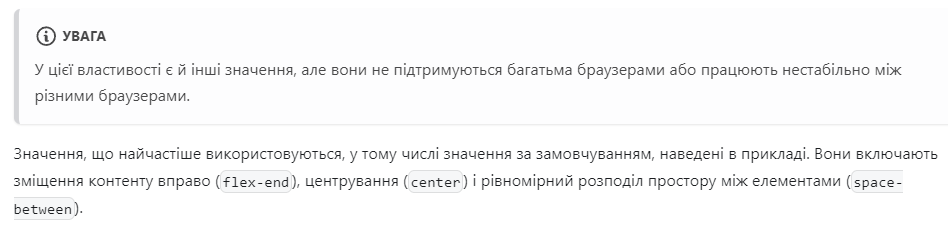 УВАГА
У цієї властивості є й інші значення, але вони не підтримуються багатьма браузерами або працюють нестабільно між
різними браузерами.
Значення, що найчастіше використовуються, у тому числі значення за замовчуванням, наведені в прикладі. Вони включають
зміщення контенту вправо (flex-end), центрування (center) і рівномірний розподіл простору між елементами (space-
between).